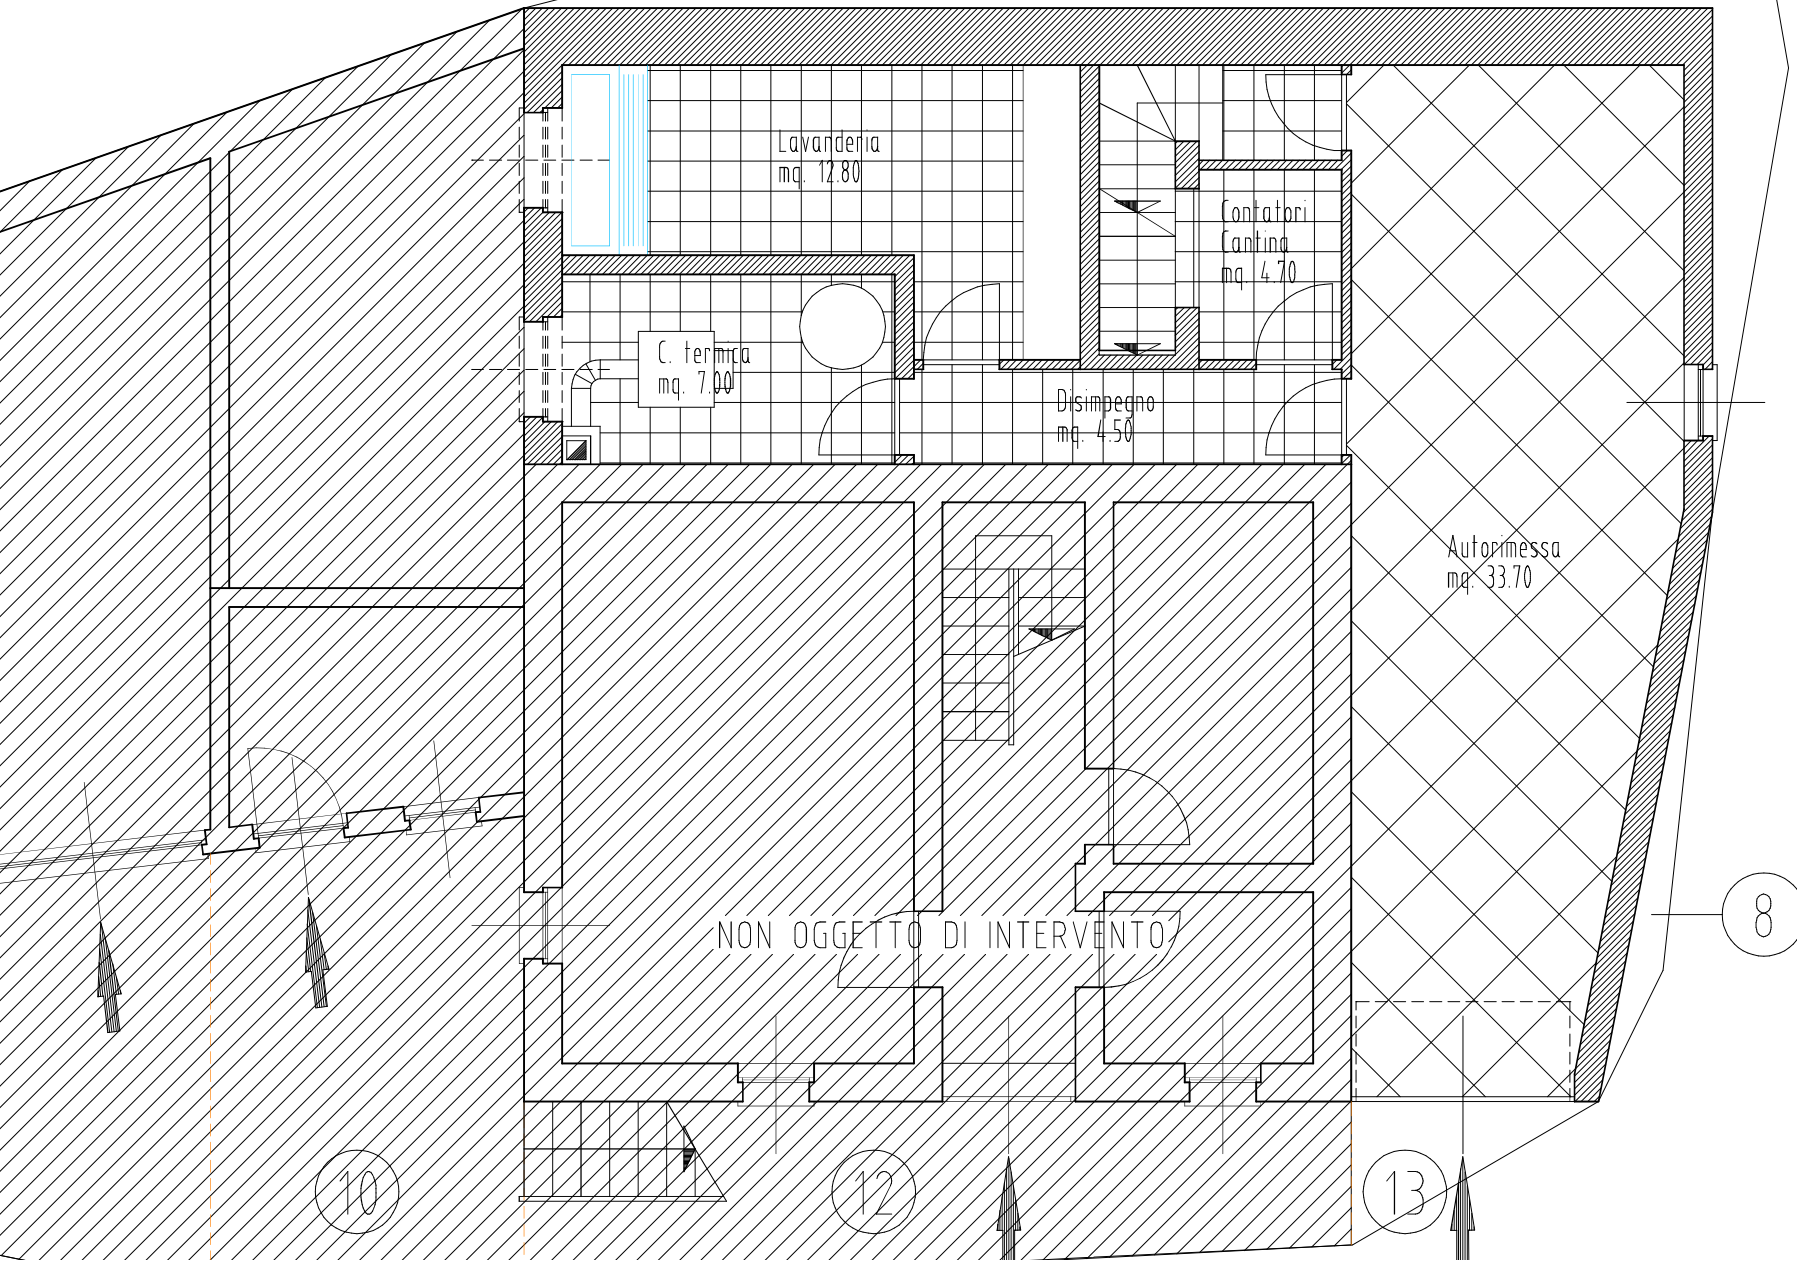 Lavanderia
mq. 12.80
Contatori
Cantina
mq. 4.70
C. termica
mq. 7.00
Disimpegno
mq. 4.50
Autorimessa
mq. 33.70
NON OGGETTO DI INTERVENTO
8
10
12
13